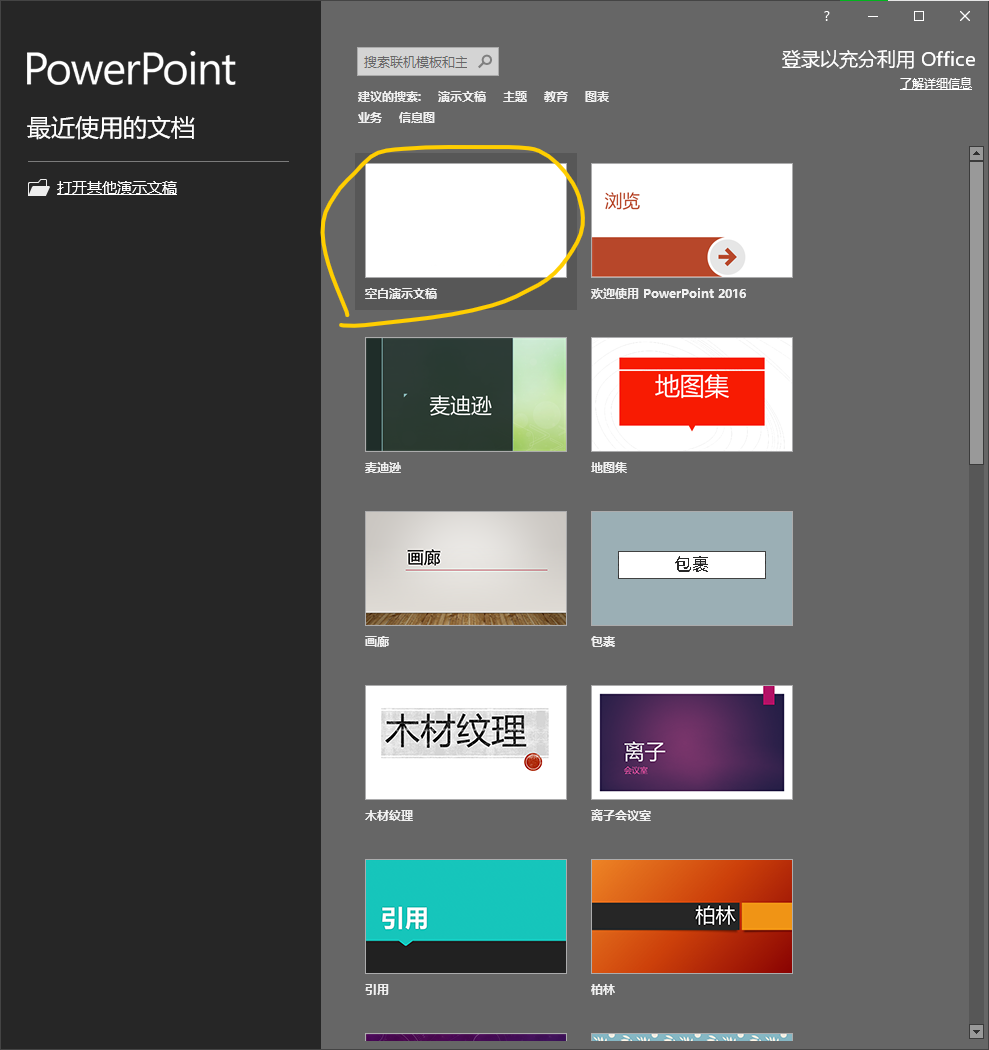 ?
PowerPoint
最近使用的文档
打开其他演示文稿
搜索联机模板和主
登录以充分利用 Office
了解详细信息
建议的搜索: 演示文稿 主题 教育 图表
业务 信息图
空白演示文稿
浏览
欢迎使用 PowerPoint 2016
麦迪逊
麦迪逊
地图集
地图集
画廊
画廊
包裹
包裹
木材纹理
木材纹理
离子
会议室
离子会议室
引用
引用
柏林
柏林